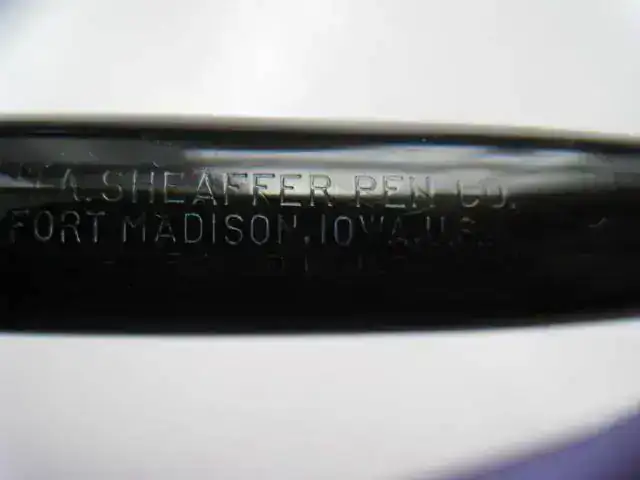 A. SHEAFFER PEN CO.
FORT MADISON, IOWA, U.S.